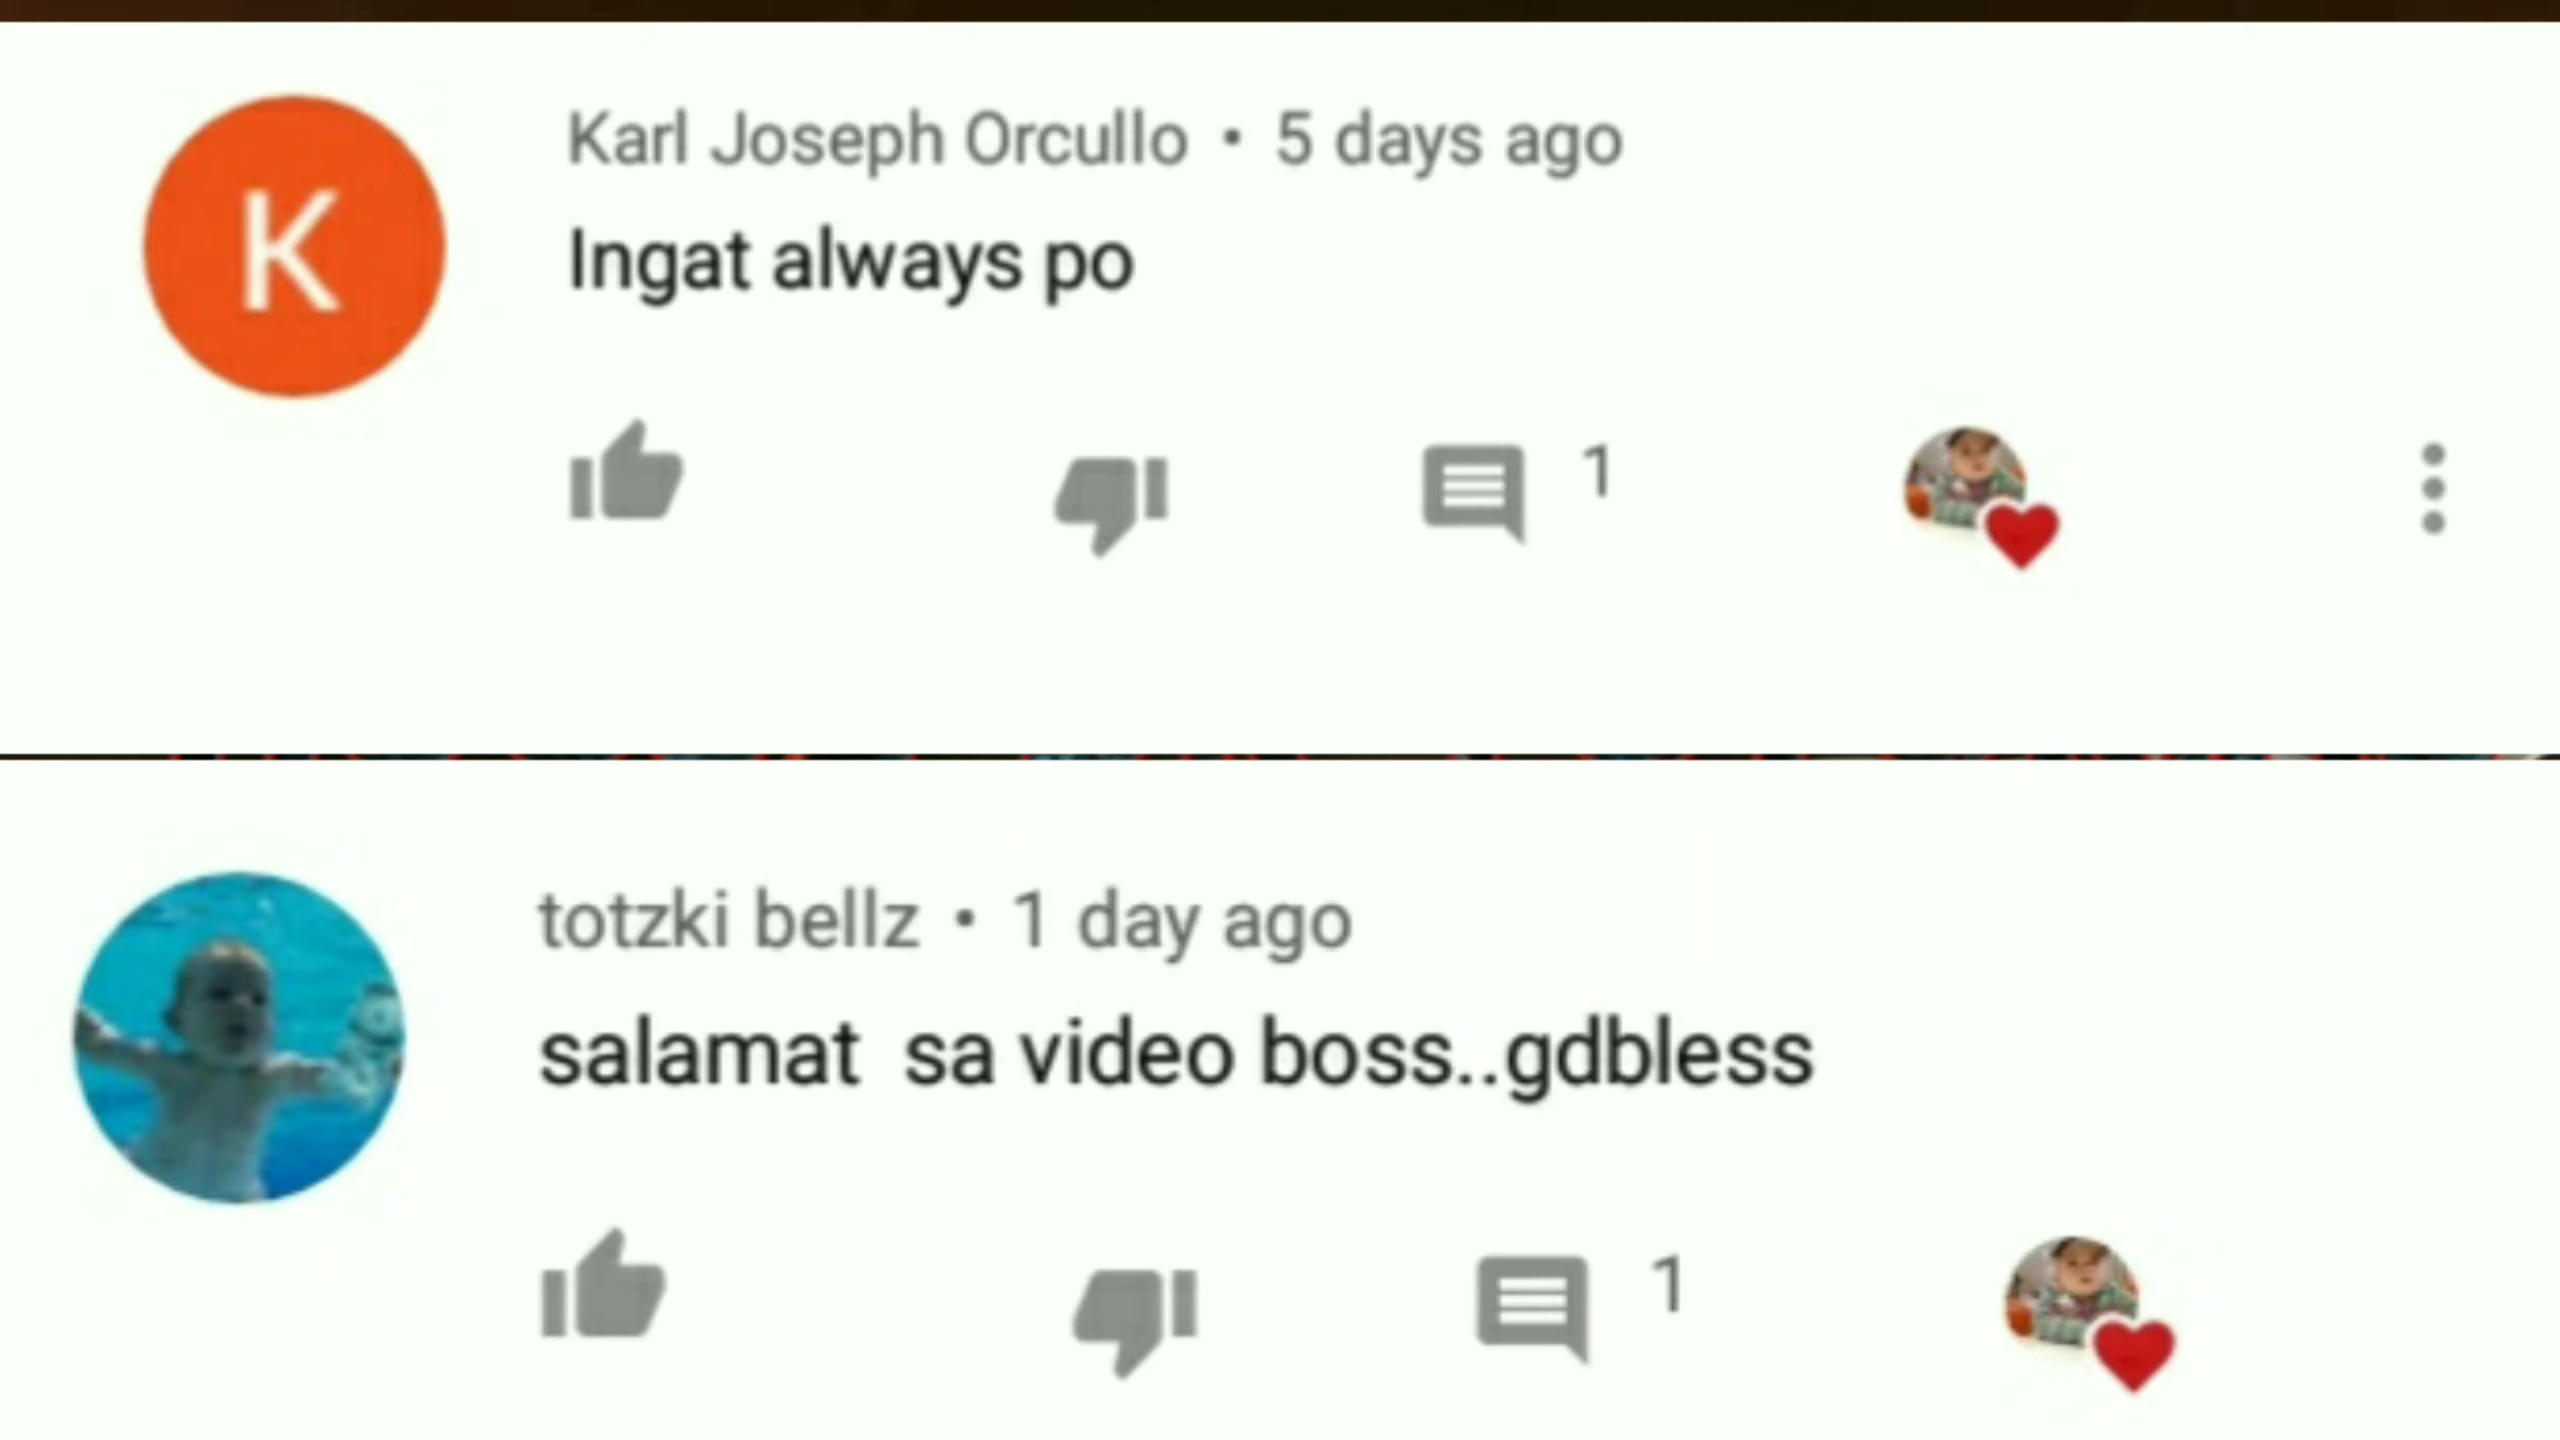 K
Karl Joseph Orcullo • 5 days ago
Ingat always po
1
totzki bellz • 1 day ago
salamat  sa video boss..gdbless
1